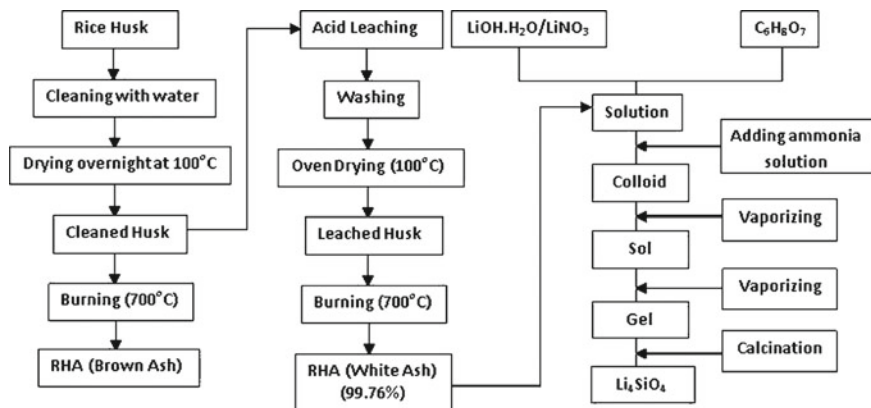 Rice Husk
Cleaning with water
Drying overnight at 100°C
Cleaned Husk
Burning (700°C)
RHA (Brown Ash)
Acid Leaching
Washing
Oven Drying (100°C)
Leached Husk
Burning (700°C)
RHA (White Ash)
(99.76%)
LiOH.H₂O/LiNO₃
C₆H₈O₇
Solution
Adding ammonia
solution
Colloid
Vaporizing
Sol
Vaporizing
Gel
Calcination
Li₄SiO₄